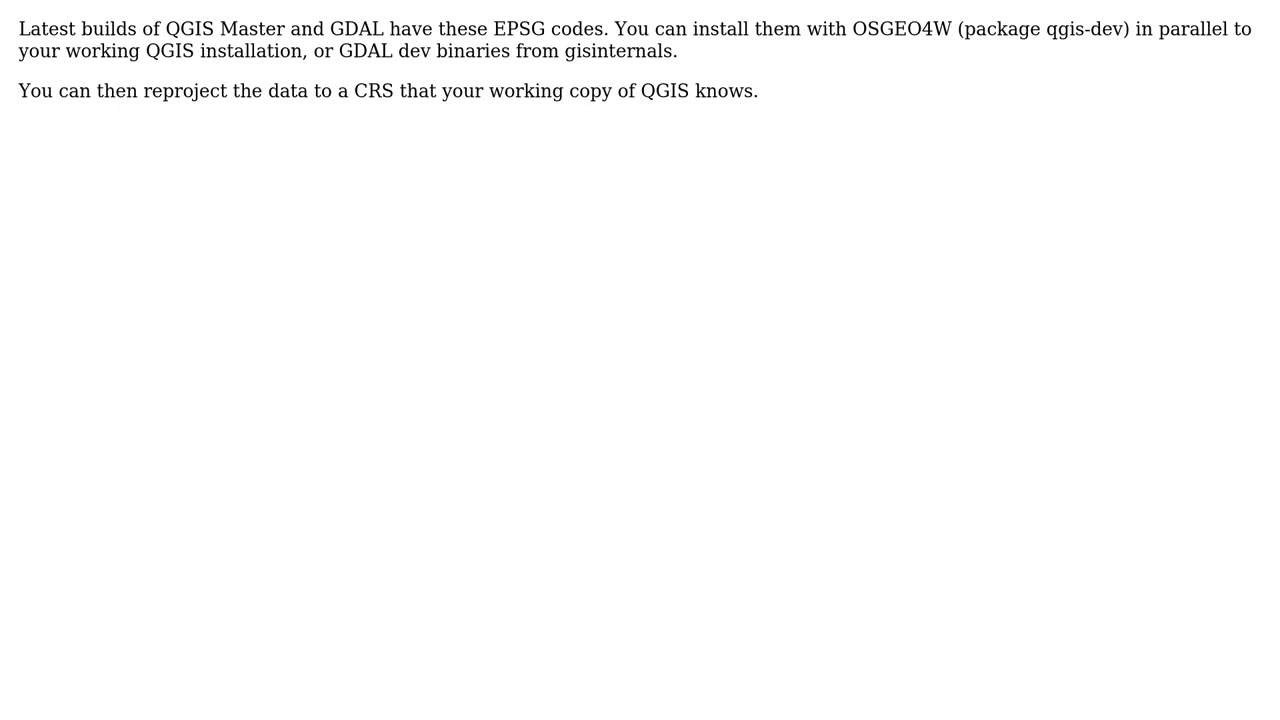 Latest builds of QGIS Master and GDAL have these EPSG codes. You can install them with OSGEO4W (package qgis-dev) in parallel to
your working QGIS installation, or GDAL dev binaries from gisinternals.
You can then reproject the data to a CRS that your working copy of QGIS knows.